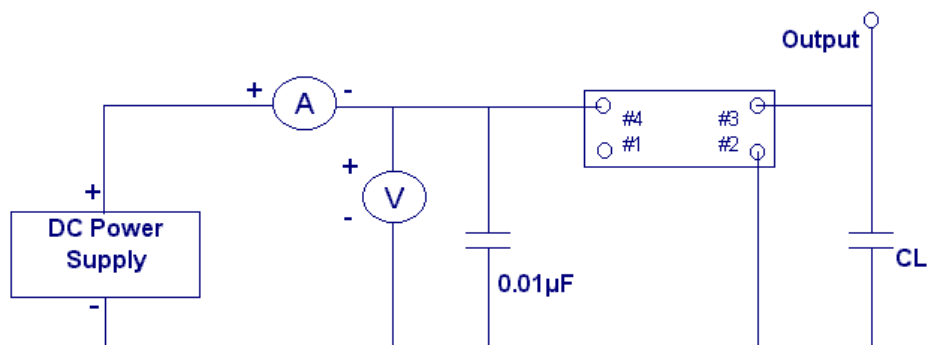 Output
+ A -
#4 #3
#1 #2
+
V
-
+
DC Power
Supply
-
0.01µF
CL